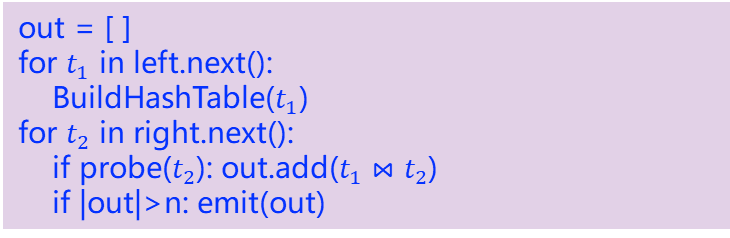 out = [ ]
for t₁ in left.next():
BuildHashTable(t₁)
for t₂ in right.next():
if probe(t₂): out.add(t₁ ⋈ t₂)
if |out|>n: emit(out)